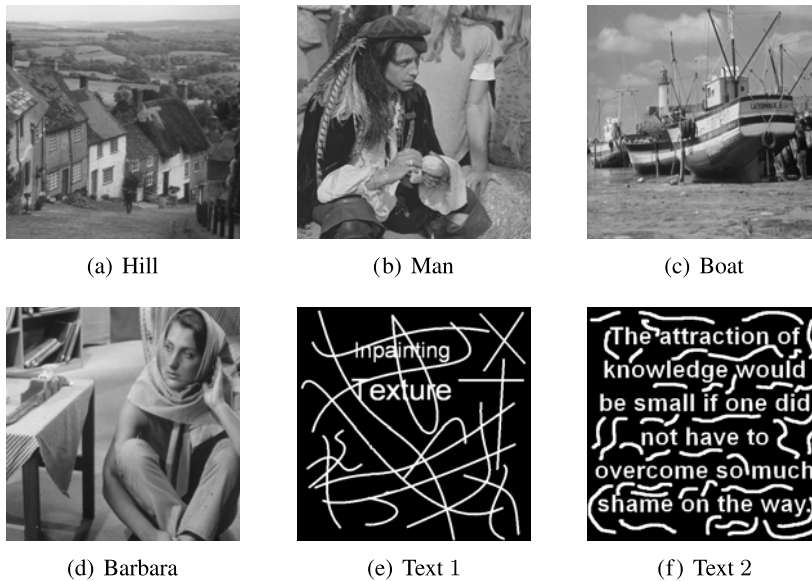 (a) Hill
(b) Man
(c) Boat
Inpainting
Texture
The attraction of
knowledge would
be small if one did
not have to
overcome so much
shame on the way.
(d) Barbara
(e) Text 1
(f) Text 2